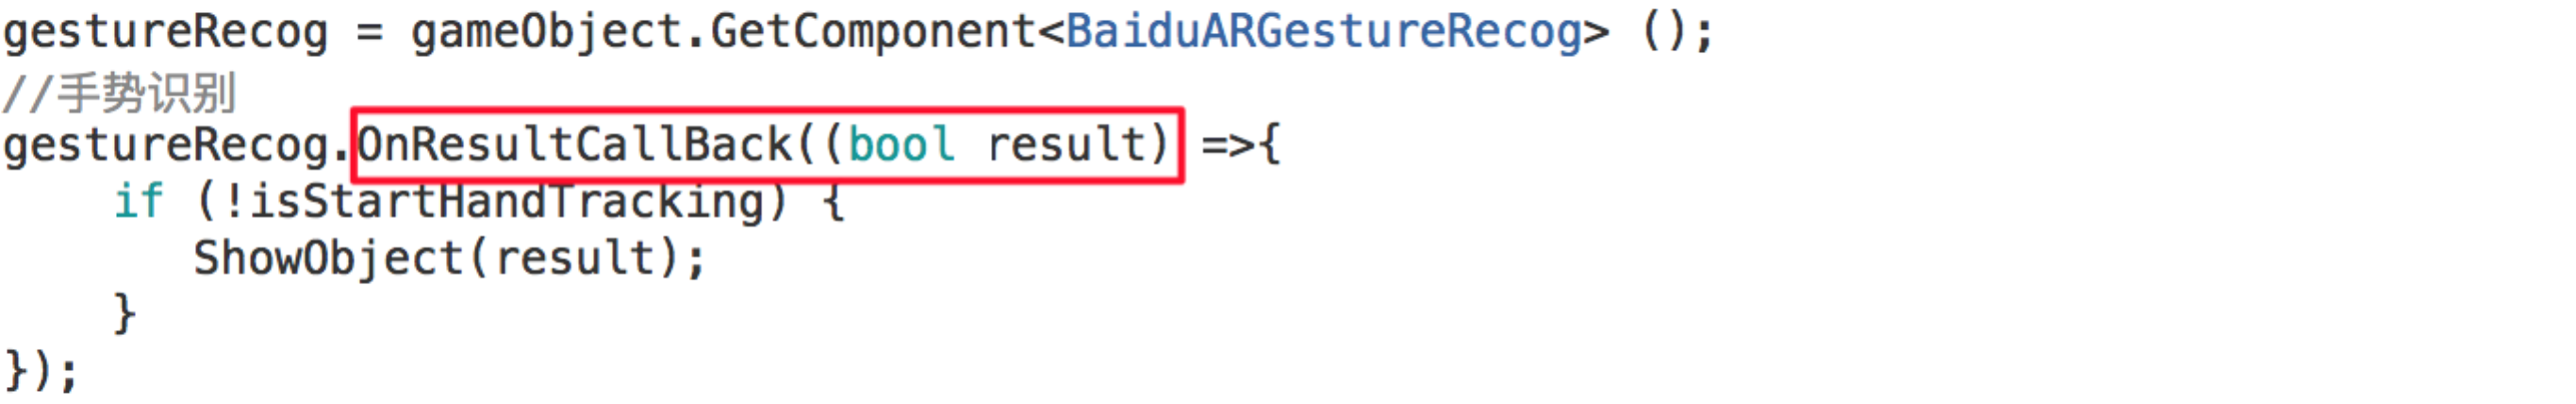 gestureRecog = gameObject.GetComponent<BaiduARGestureRecog> ();
//手势识别
gestureRecog.OnResultCallBack((bool result) =>{
    if (!isStartHandTracking) {
       ShowObject(result);
    }
});